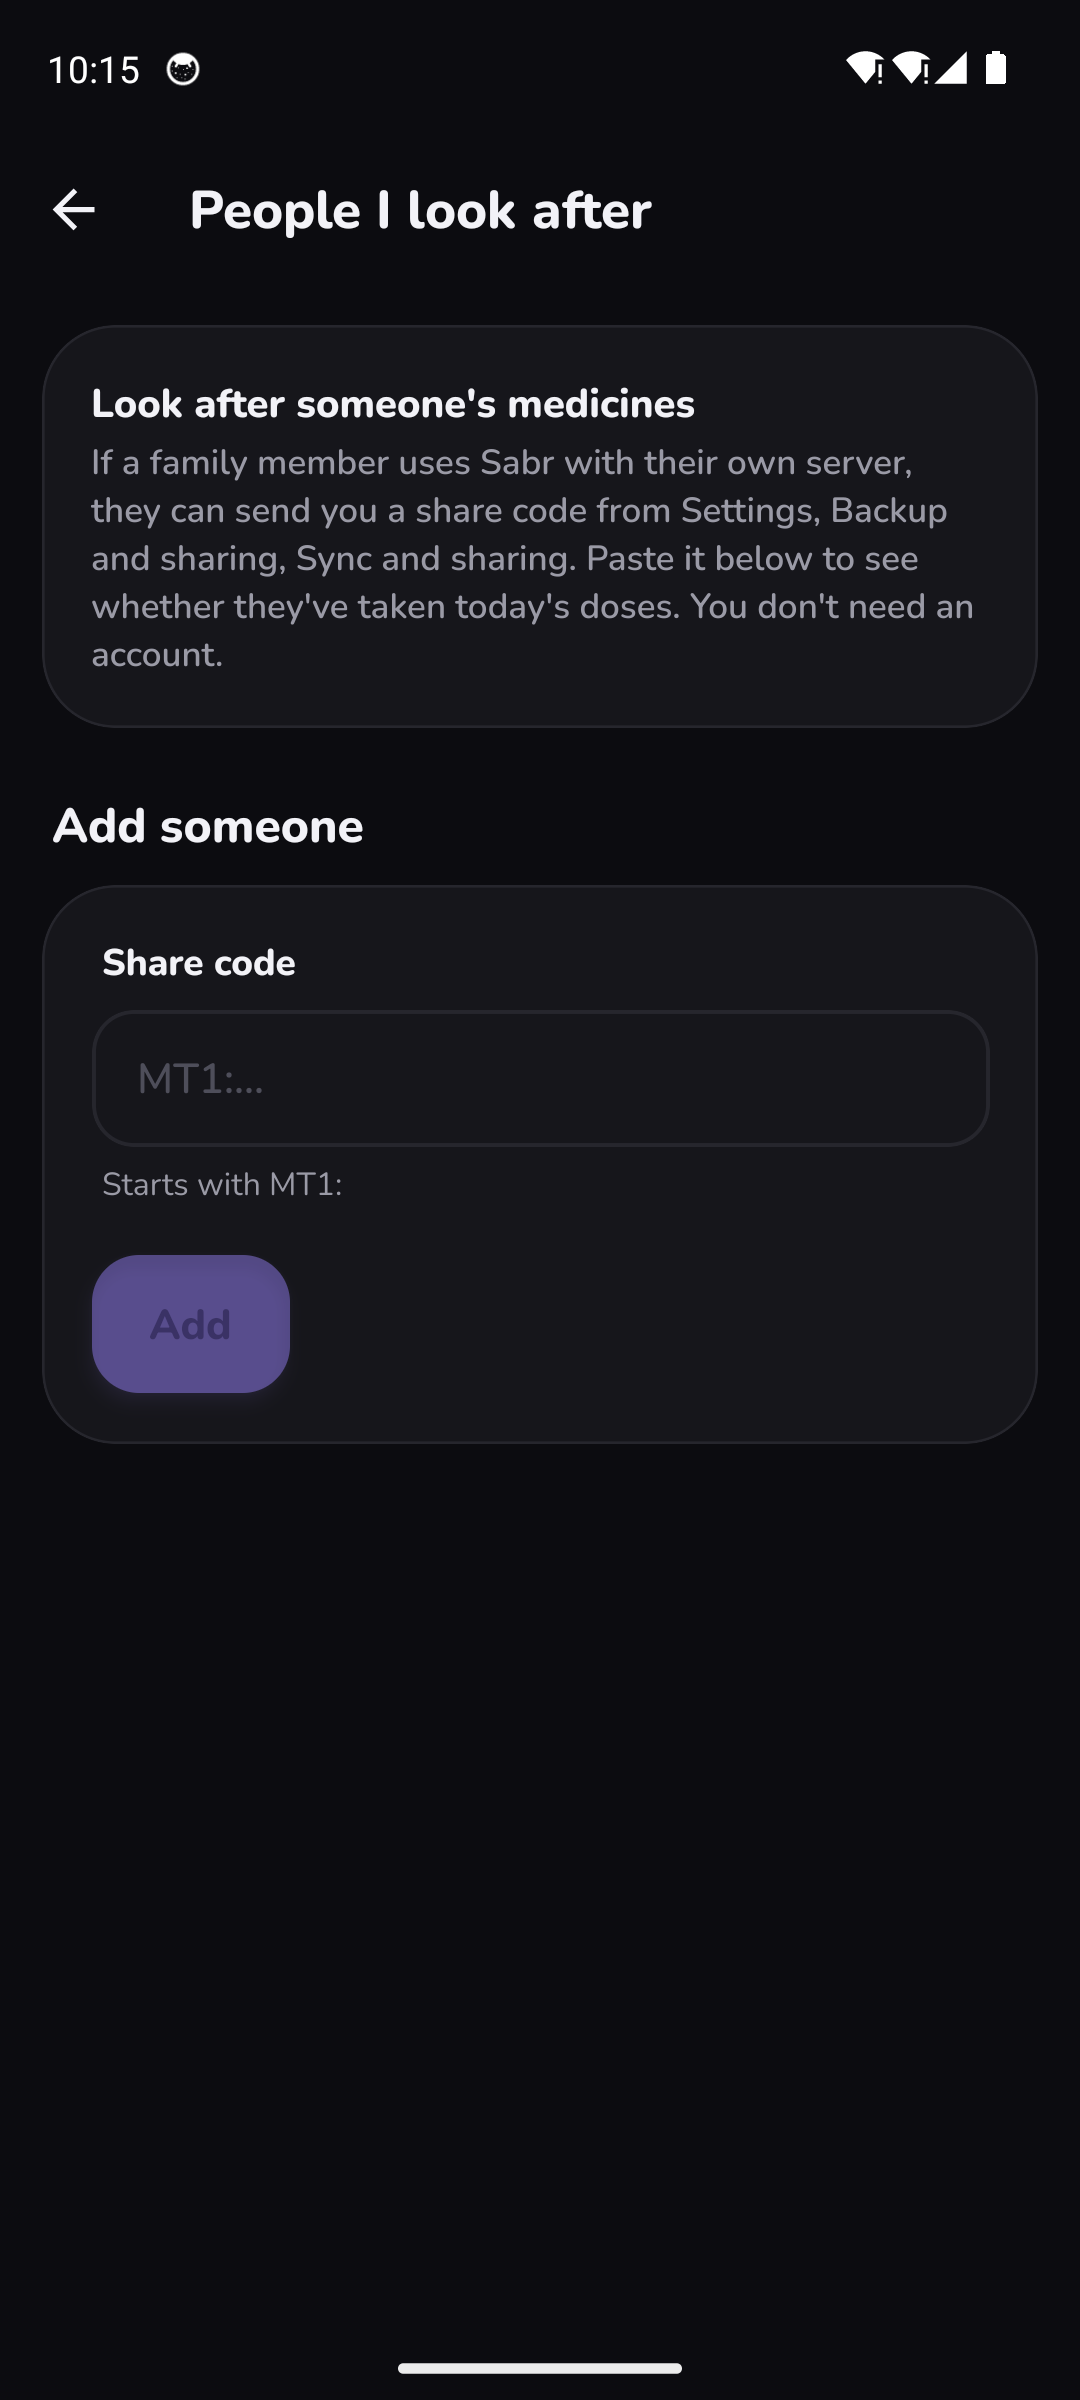 10:15
People I look after
Look after someone's medicines
If a family member uses Sabr with their own server,
they can send you a share code from Settings, Backup
and sharing, Sync and sharing. Paste it below to see
whether they've taken today's doses. You don't need an
account.
Add someone
Share code
MT1:...
Starts with MT1:
Add